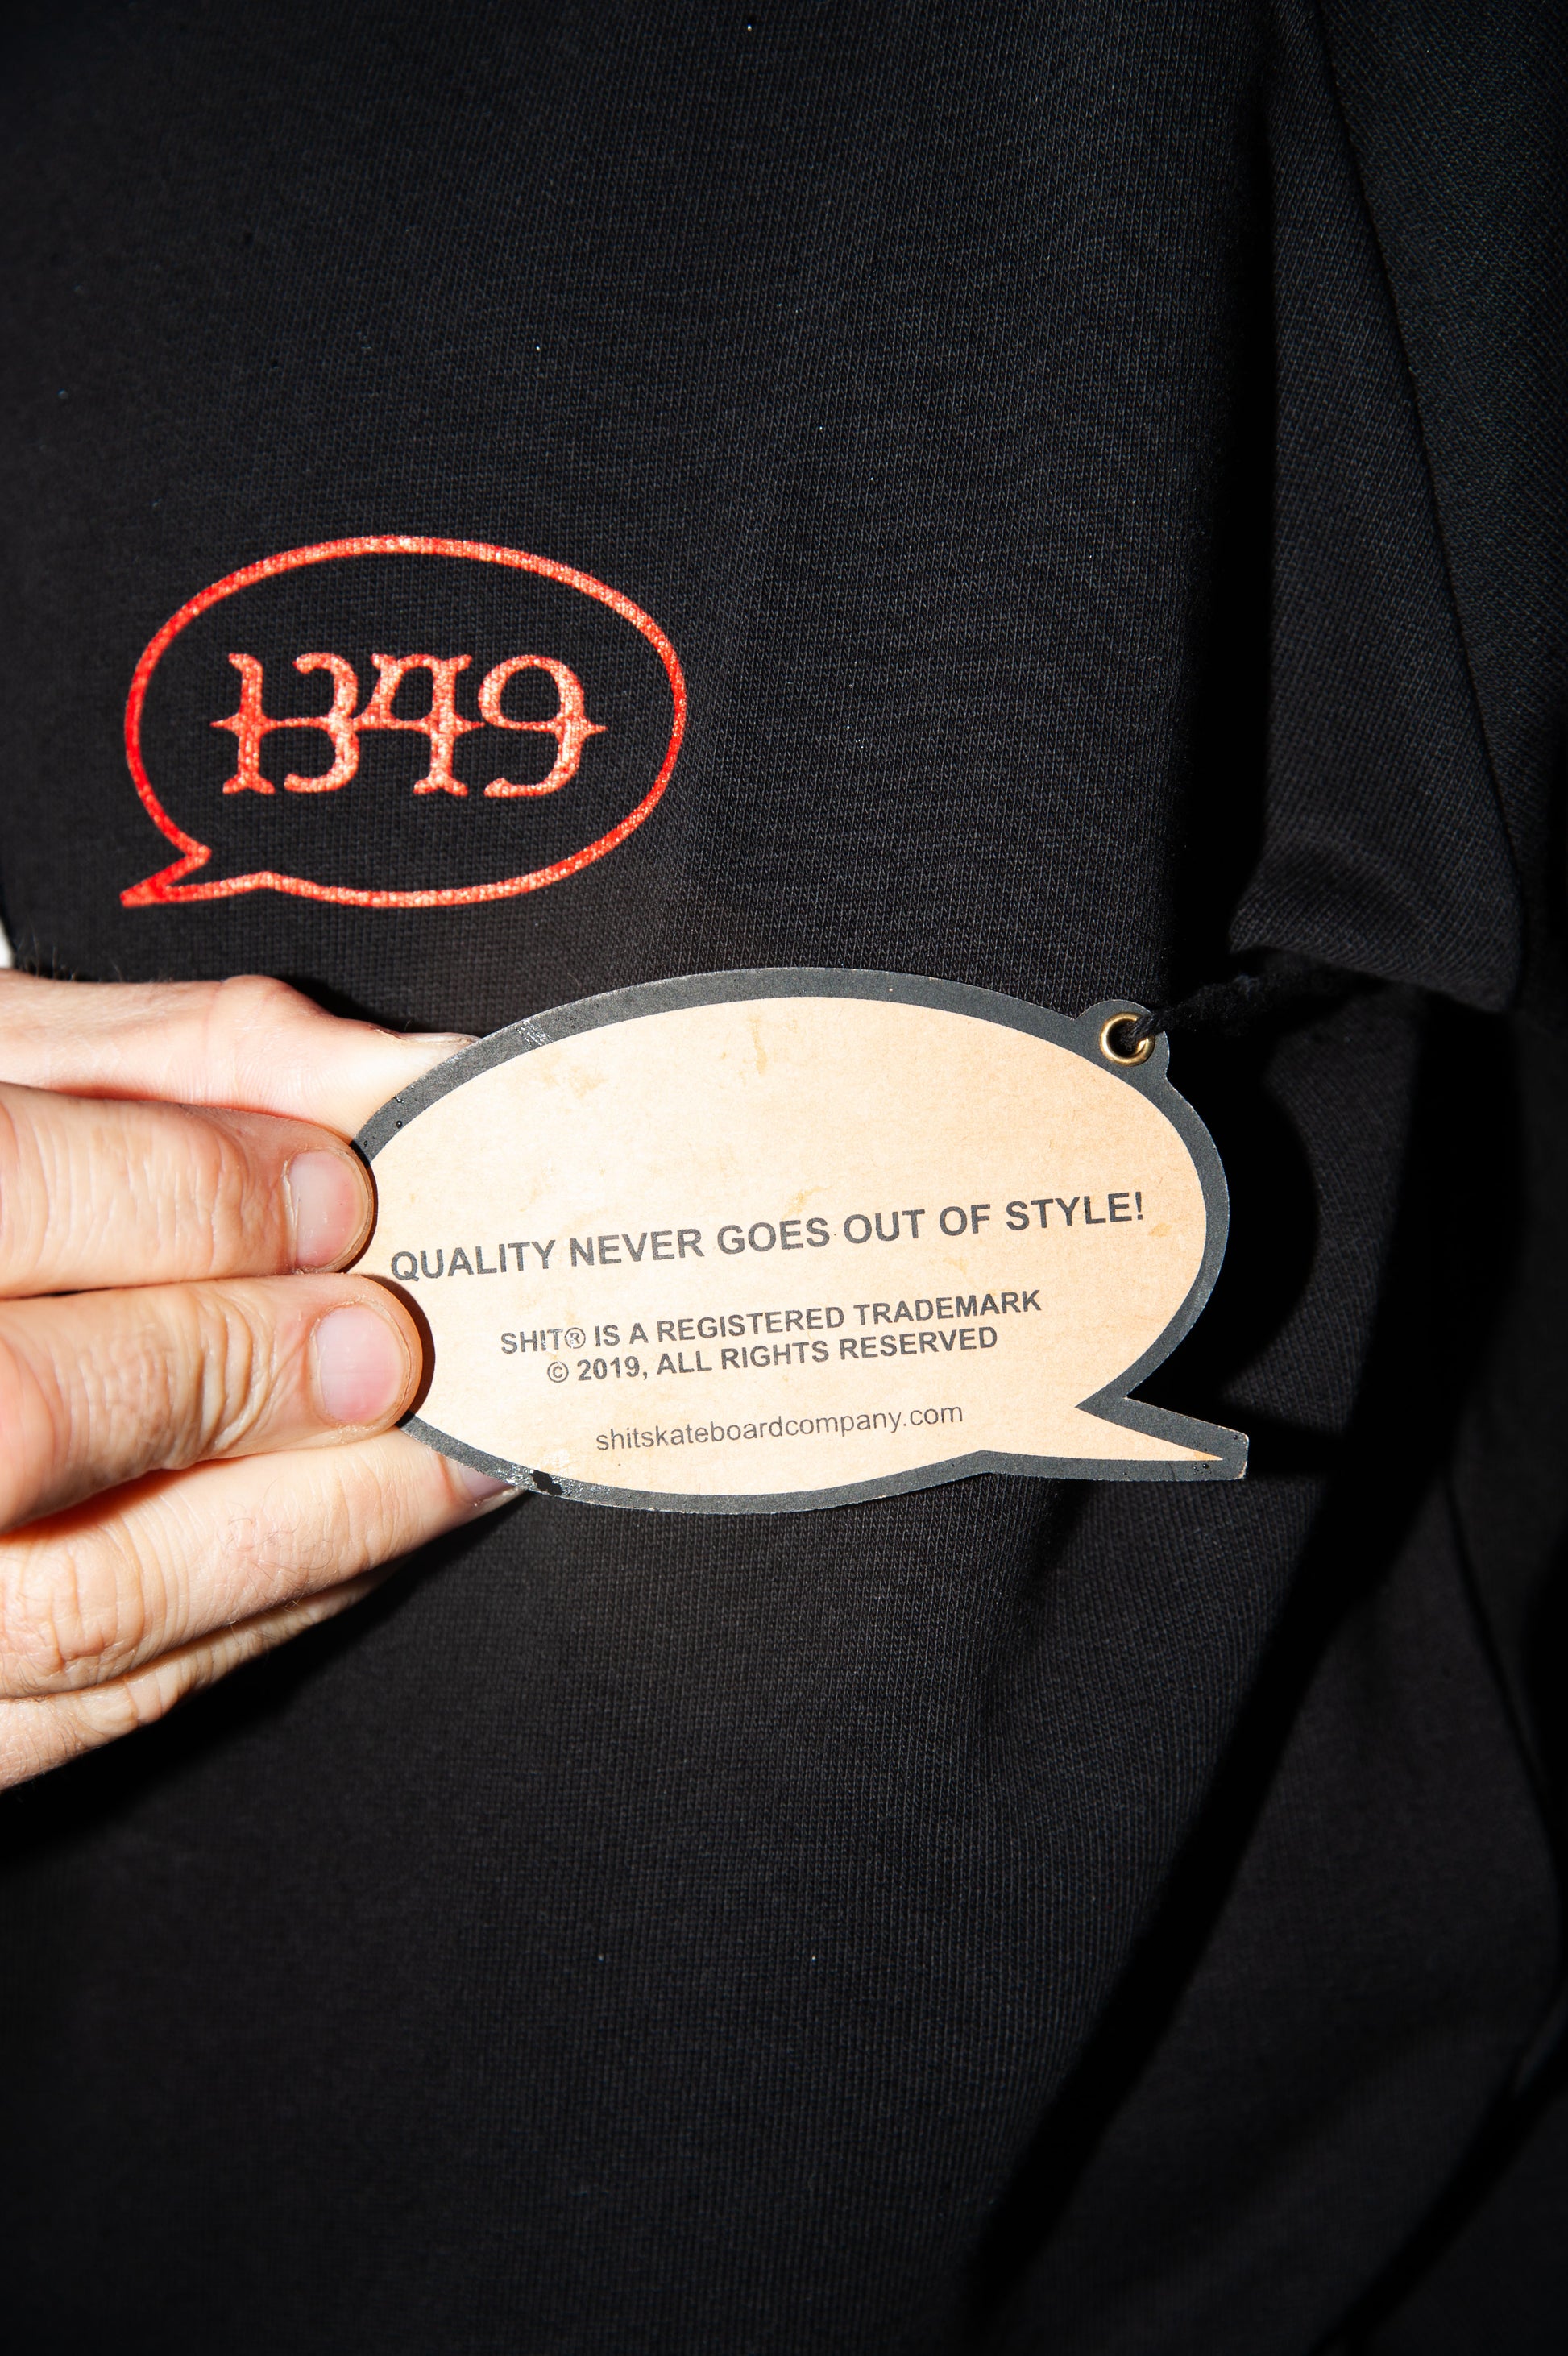 1349
QUALITY NEVER GOES OUT OF STYLE!
SHIT® IS A REGISTERED TRADEMARK
© 2019, ALL RIGHTS RESERVED
shitskateboardcompany.com